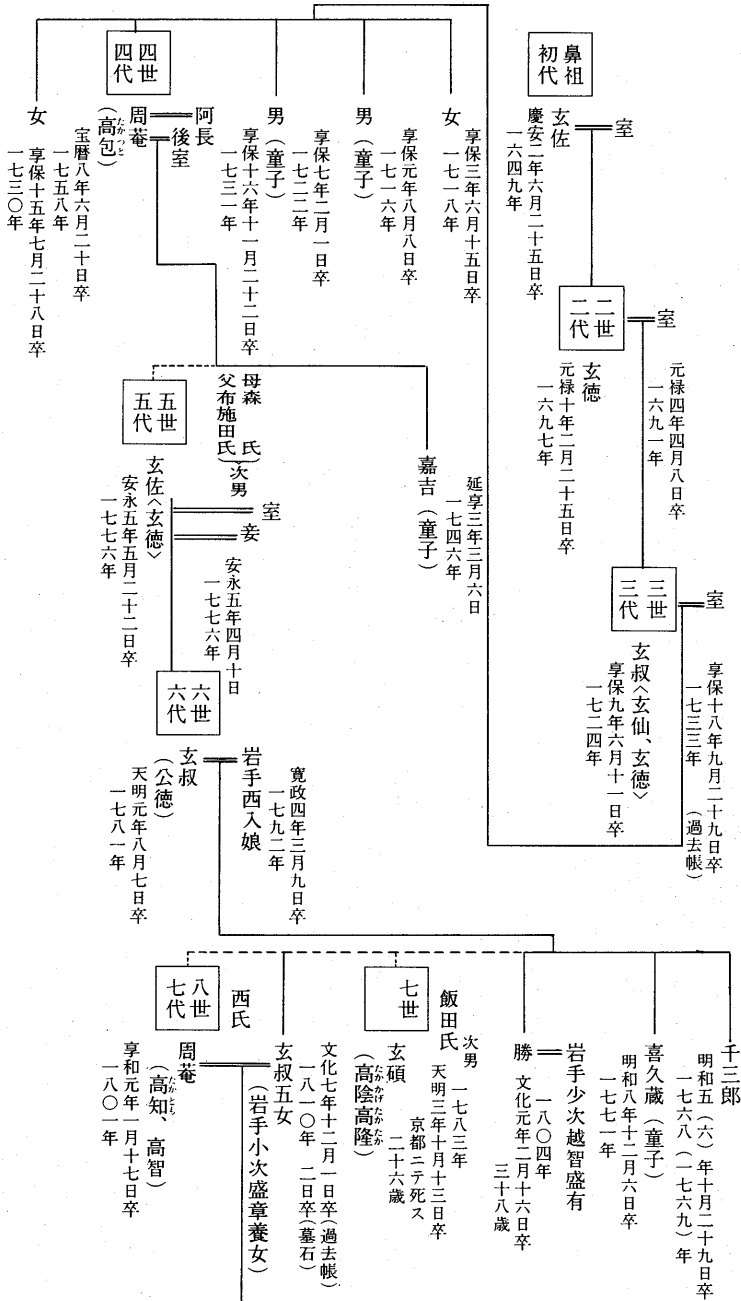 鼻祖
初代
室
玄佐
慶安二年六月二十五日卒
一六四九年
二世
二代
室
元禄四年四月八日卒
一六九一年
玄徳
元禄十年二月二十五日卒
一六九七年
三世
三代
室
享保十八年九月二十九日卒
一七三三年
（過去帳）
玄叔〈玄仙、玄徳〉
享保九年六月十一日卒
一七二四年
女
享保三年六月十五日卒
一七一八年
男（童子）
享保元年八月八日卒
一七一六年
男（童子）
享保七年二月一日卒
一七二二年
四世
四代
阿長
享保十六年十一月二十二日卒
一七三一年
後室
周菴
（高包）
たかつと
宝暦八年六月二十日卒
一七五八年
女
享保十五年七月二十八日卒
一七三〇年
嘉吉（童子）
延享三年三月六日
一七四六年
五世
五代
母森　氏
父布施田氏
次男
室
妾
安永五年四月十日
一七七六年
玄佐〈玄徳〉
安永五年五月二十二日卒
一七七六年
六世
六代
岩手西入娘
寛政四年三月九日卒
一七九二年
玄叔
（公徳）
天明元年八月七日卒
一七八一年
千三郎
明和五（六）年十月二十九日卒
一七六八（一七六九）年
喜久蔵（童子）
明和八年十二月六日卒
一七七一年
岩手少次越智盛有
勝
一八〇四年
文化元年二月十六日卒
三十八歳
七世
飯田氏
次男
玄碩
（高陰高隆）
たかかげたかたか
一七八三年
天明三年十月十三日卒
京都ニテ死ス
二十六歳
玄叔五女
（岩手小次盛章養女）
文化七年十二月一日卒（過去帳）
一八一〇年　二日卒（墓石）
八世
七代
西氏
周菴
（高知、高智）
たかとも
享和元年一月十七日卒
一八〇一年